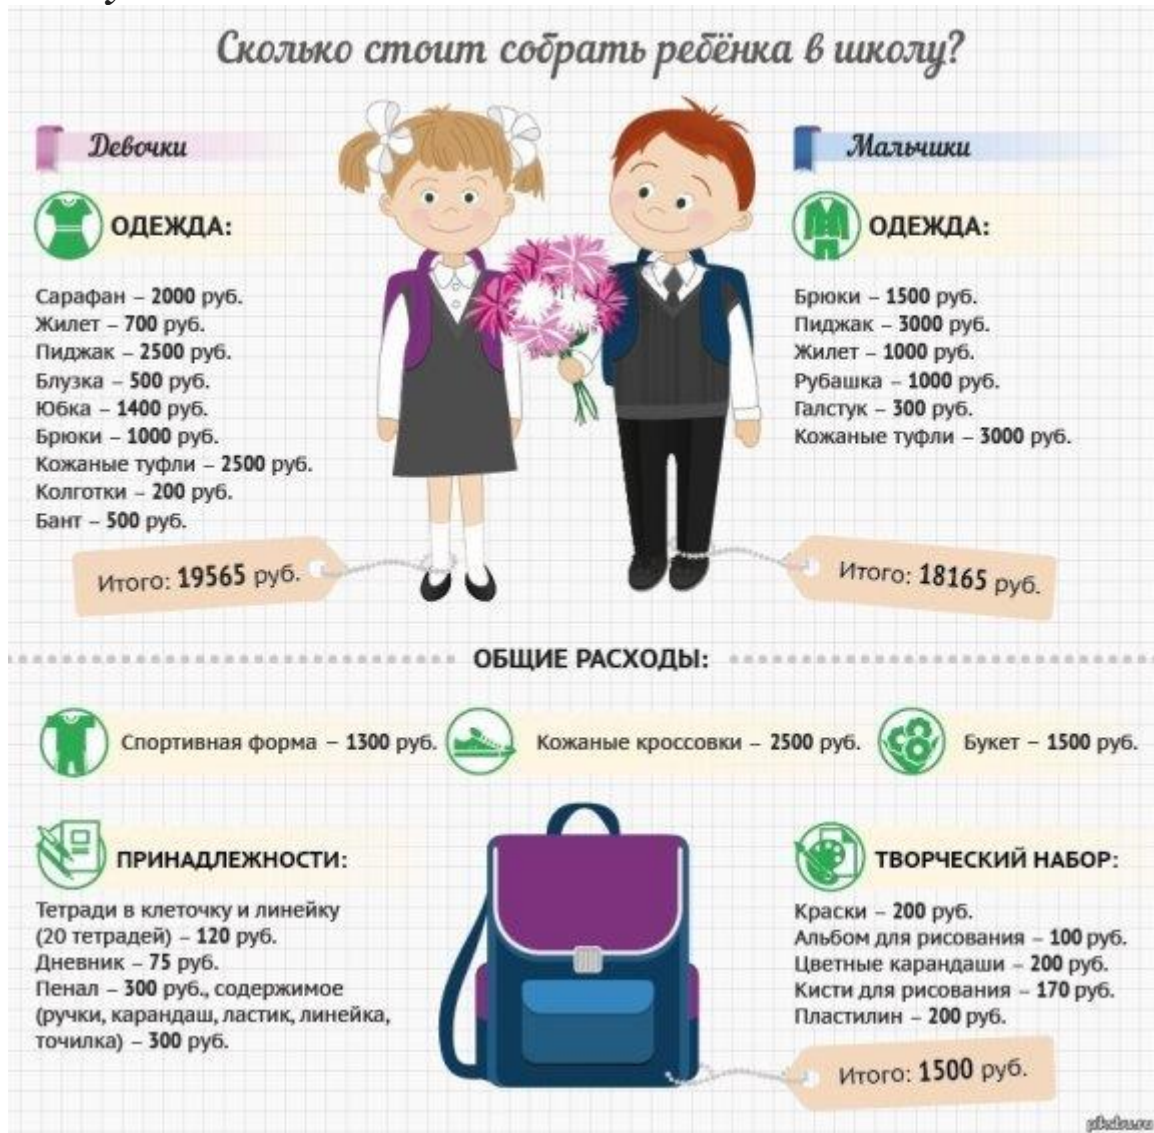 Сколько стоит собрать ребёнка в школу?
Девочки
ОДЕЖДА:
Сарафан – 2000 руб.
Жилет – 700 руб.
Пиджак – 2500 руб.
Блузка – 500 руб.
Юбка – 1400 руб.
Брюки – 1000 руб.
Кожаные туфли – 2500 руб.
Колготки – 200 руб.
Бант – 500 руб.
Итого: 19565 руб.
Мальчики
ОДЕЖДА:
Брюки – 1500 руб.
Пиджак – 3000 руб.
Жилет – 1000 руб.
Рубашка – 1000 руб.
Галстук – 300 руб.
Кожаные туфли – 3000 руб.
Итого: 18165 руб.
ОБЩИЕ РАСХОДЫ:
Спортивная форма – 1300 руб.
Кожаные кроссовки – 2500 руб.
Букет – 1500 руб.
ПРИНАДЛЕЖНОСТИ:
Тетради в клеточку и линейку
(20 тетрадей) – 120 руб.
Дневник – 75 руб.
Пенал – 300 руб., содержимое
(ручки, карандаш, ластик, линейка,
точилка) – 300 руб.
ТВОРЧЕСКИЙ НАБОР:
Краски – 200 руб.
Альбом для рисования – 100 руб.
Цветные карандаши – 200 руб.
Кисти для рисования – 170 руб.
Пластилин – 200 руб.
Итого: 1500 руб.
pikabu.ru